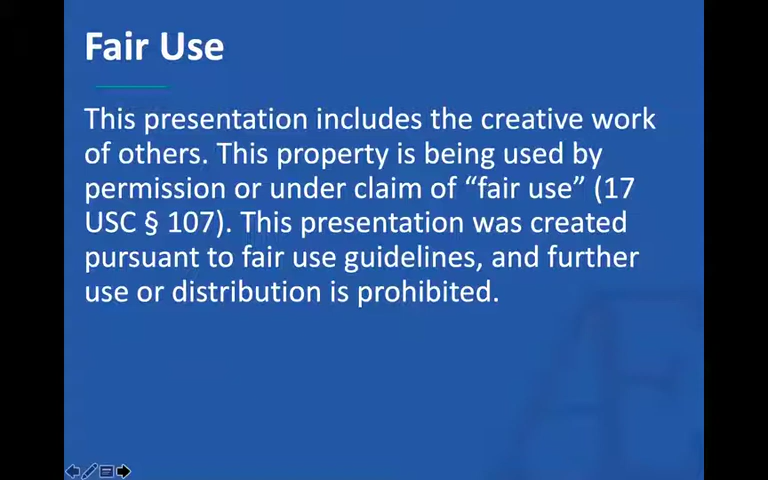 Fair Use
This presentation includes the creative work
of others. This property is being used by
permission or under claim of “fair use” (17
USC § 107). This presentation was created
pursuant to fair use guidelines, and further
use or distribution is prohibited.